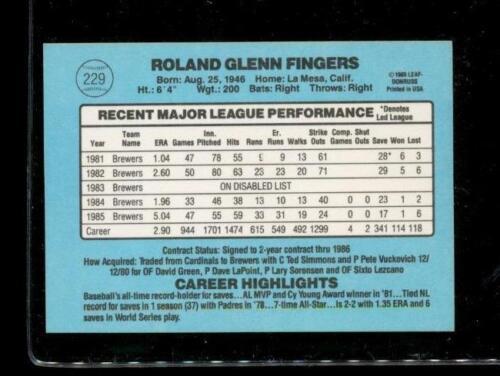 229
ROLAND GLENN FINGERS
Born: Aug. 25, 1946 Home: La Mesa, Calif.
Ht.: 6'4" Wgt.: 200 Bats: Right Throws: Right
© 1986 LEAF-
DONRUSS
Printed in USA
RECENT MAJOR LEAGUE PERFORMANCE *Denotes Led League
Year Team Name ERA Games Inn. Pitched Hits Runs Er. Runs Walks Strike Outs Comp. Games Shut Outs Save Won Lost
1981 Brewers 1.04 47 78 55 9 13 61 28* 6 3
1982 Brewers 2.60 50 80 63 23 23 20 71 29 5 6
1983 Brewers ON DISABLED LIST
1984 Brewers 1.96 33 46 38 13 10 13 40 0 0 23 1 2
1985 Brewers 5.04 47 55 59 33 31 19 24 0 0 17 1 6
Career 2.90 944 1701 1474 615 549 492 1299 4 2 341 114 118
Contract Status: Signed to 2-year contract thru 1986
How Acquired: Traded from Cardinals to Brewers with C Ted Simmons and P Pete Vuckovich 12/
12/80 for OF David Green, P Dave LaPoint, P Lary Sorensen and OF Sixto Lezcano
CAREER HIGHLIGHTS
Baseball's all-time record-holder for saves...AL MVP and Cy Young Award winner in '81...Tied NL
record for saves in 1 season (37) with Padres in '78...7-time All-Star...Is 2-2 with 1.35 ERA and 6
saves in World Series play.